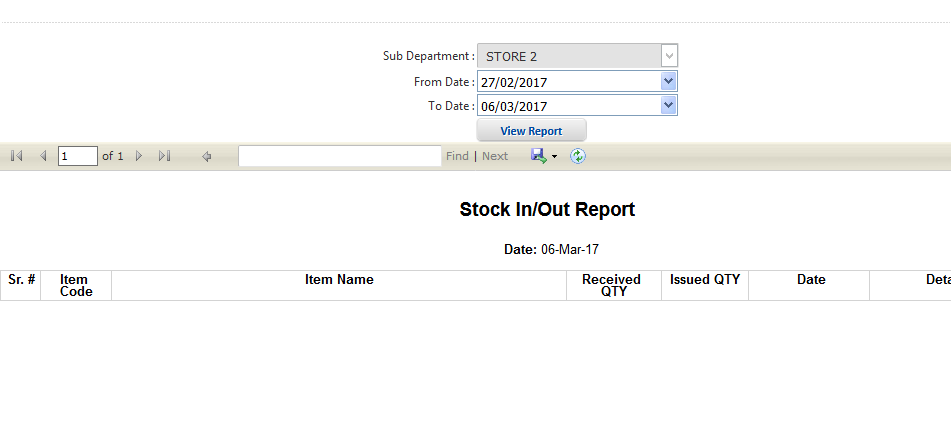 Sub Department : STORE 2
From Date : 27/02/2017
To Date : 06/03/2017
View Report
1 of 1 Find | Next
Stock In/Out Report
Date: 06-Mar-17
Sr. # Item Code Item Name Received QTY Issued QTY Date Deta